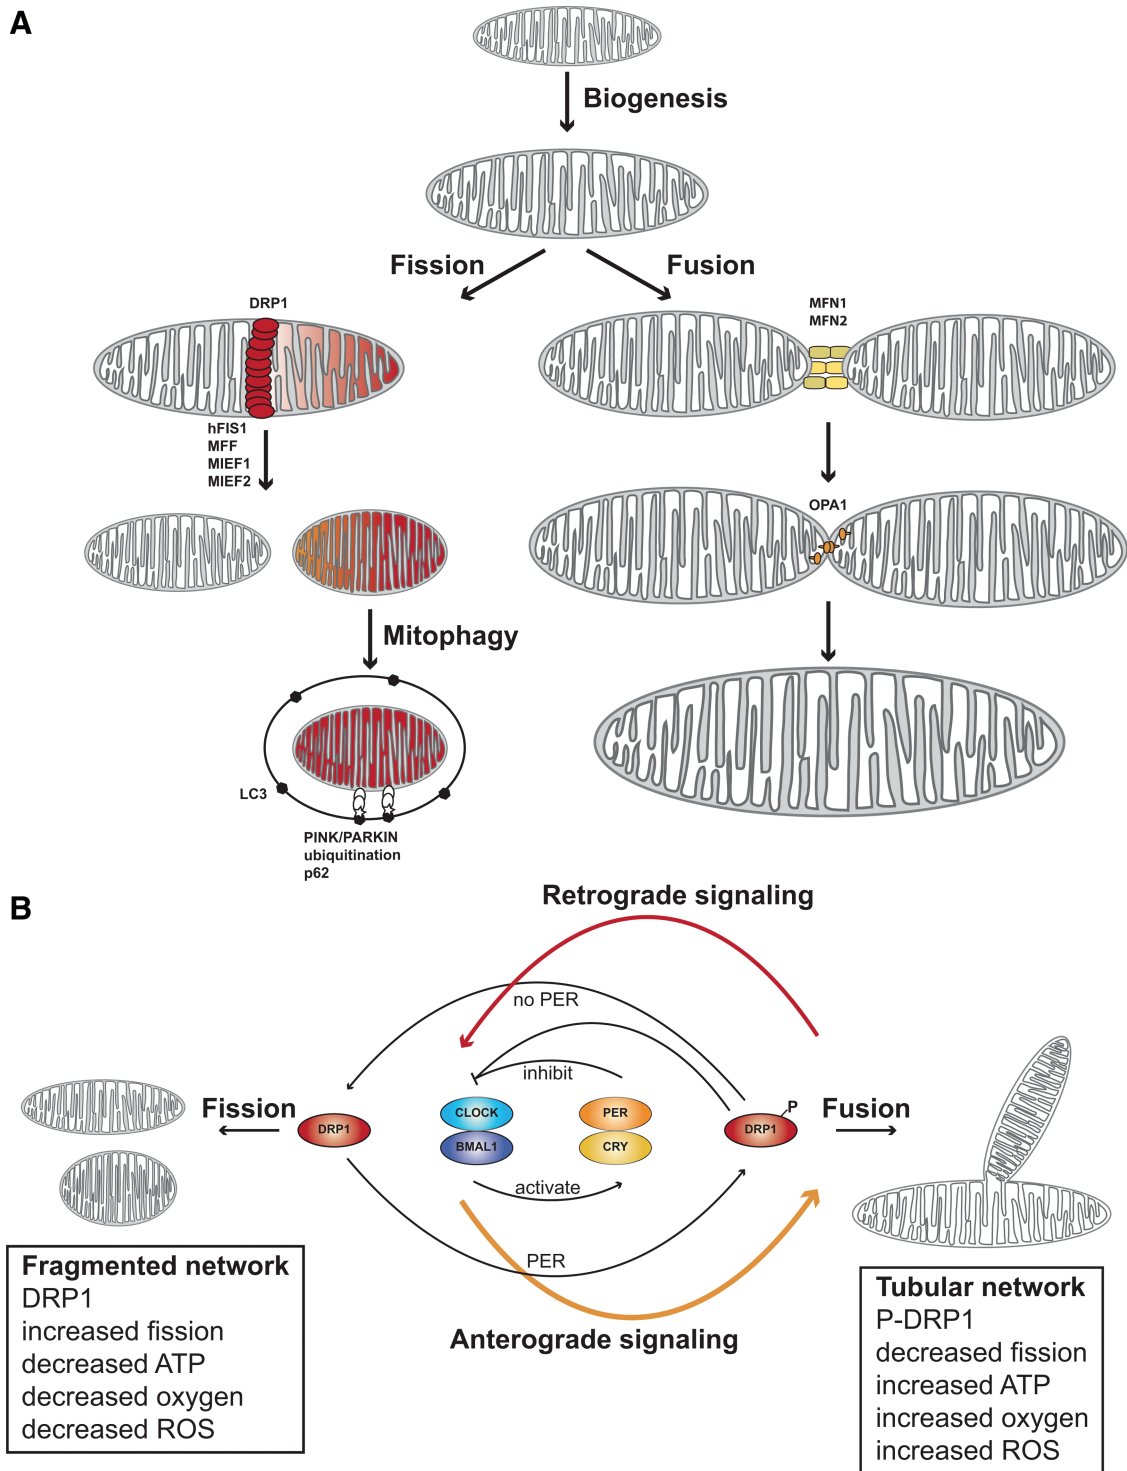 A
Biogenesis
Fission
Fusion
DRP1
MFN1
MFN2
hFIS1
MFF
MIEF1
MIEF2
OPA1
Mitophagy
LC3
PINK/PARKIN
ubiquitination
p62
B
Retrograde signaling
no PER
inhibit
CLOCK
BMAL1
PER
CRY
activate
Fission
DRP1
DRP1
P
Fusion
PER
Anterograde signaling
Fragmented network
DRP1
increased fission
decreased ATP
decreased oxygen
decreased ROS
Tubular network
P-DRP1
decreased fission
increased ATP
increased oxygen
increased ROS